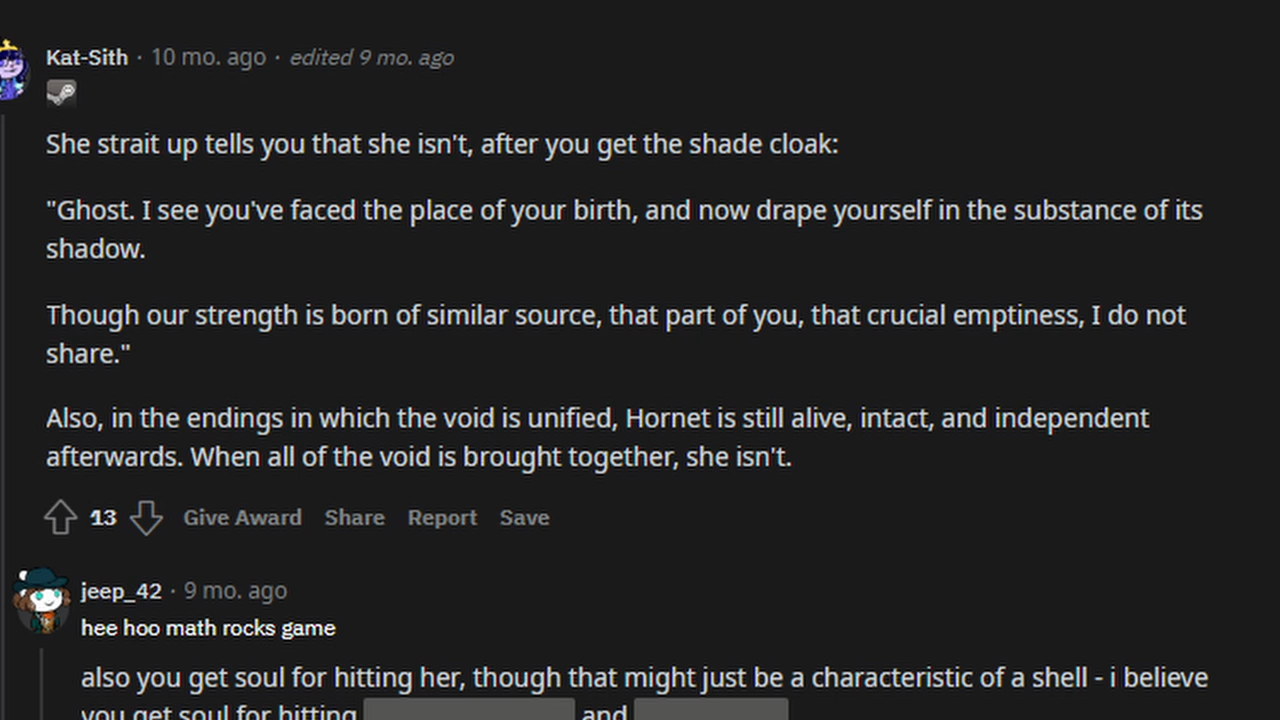 Kat-Sith · 10 mo. ago · edited 9 mo. ago
She strait up tells you that she isn't, after you get the shade cloak:
"Ghost. I see you've faced the place of your birth, and now drape yourself in the substance of its
shadow.
Though our strength is born of similar source, that part of you, that crucial emptiness, I do not
share."
Also, in the endings in which the void is unified, Hornet is still alive, intact, and independent
afterwards. When all of the void is brought together, she isn't.
13 Give Award Share Report Save
jeep_42 · 9 mo. ago
hee hoo math rocks game
also you get soul for hitting her, though that might just be a characteristic of a shell - i believe
you get soul for hitting and